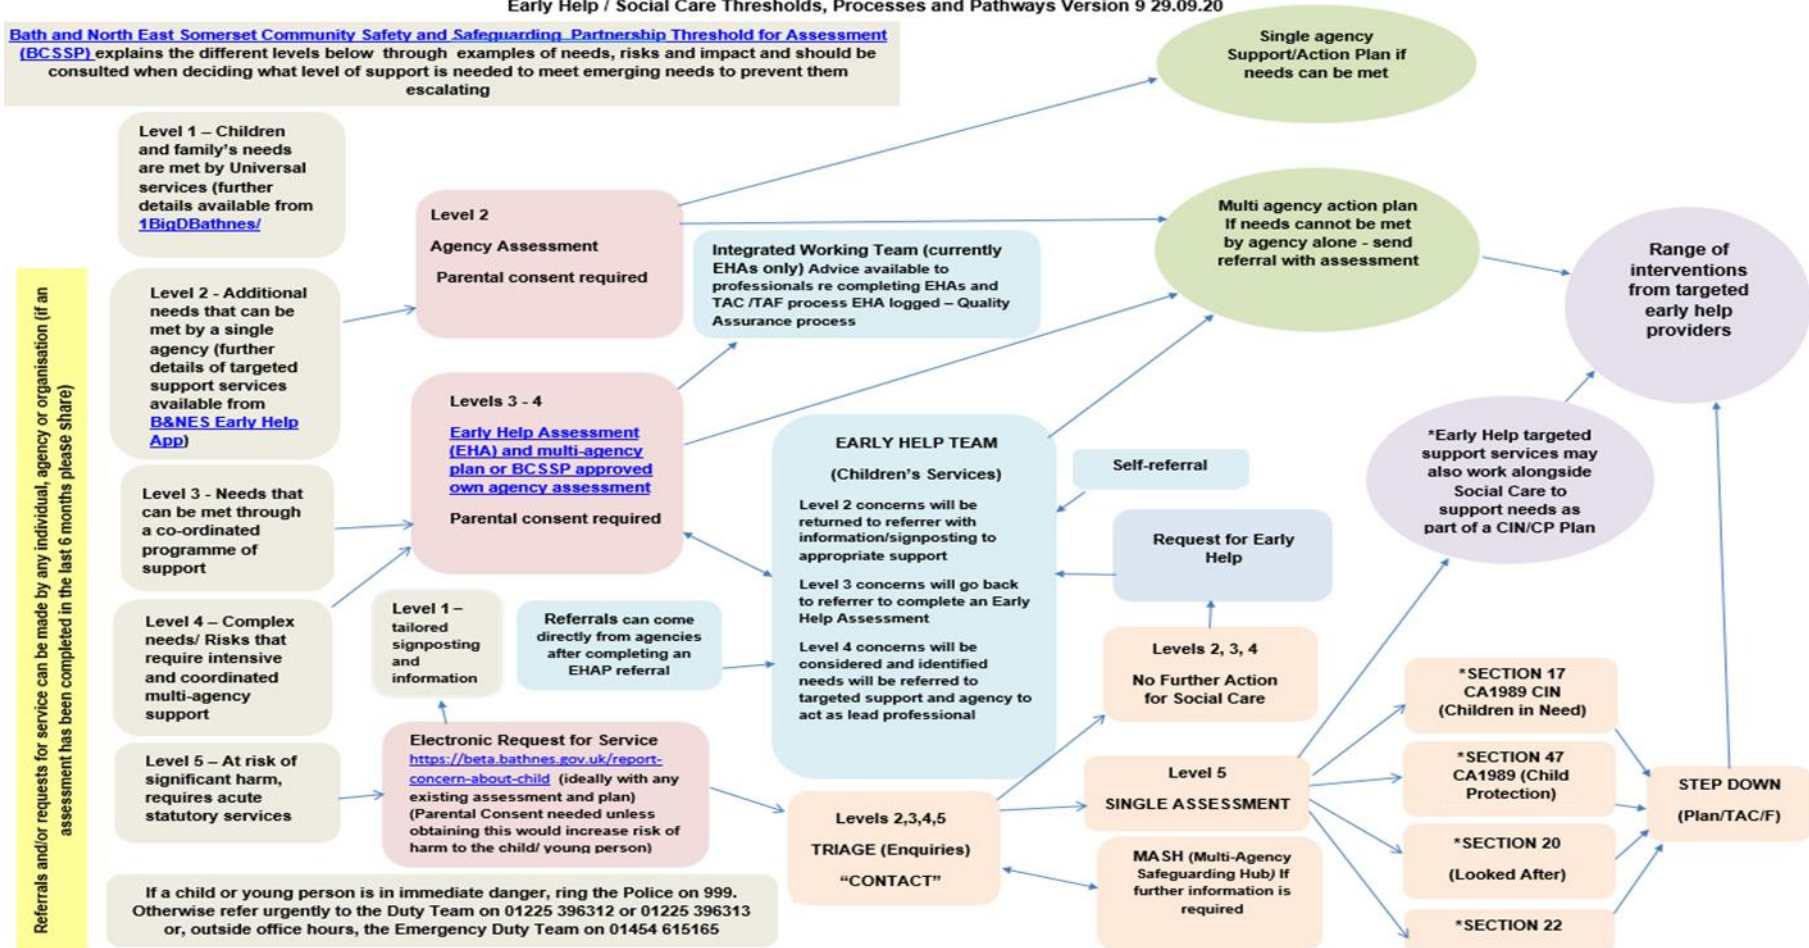 Early Help / Social Care Thresholds, Processes and Pathways Version 9 29.09.20
Bath and North East Somerset Community Safety and Safeguarding Partnership Threshold for Assessment
(BCSSP) explains the different levels below through examples of needs, risks and impact and should be
consulted when deciding what level of support is needed to meet emerging needs to prevent them
escalating
Referrals and/or requests for service can be made by any individual, agency or organisation (if an
assessment has been completed in the last 6 months please share)
Level 1 – Children
and family's needs
are met by Universal
services (further
details available from
1BigDBathnes/
Level 2 - Additional
needs that can be
met by a single
agency (further
details of targeted
support services
available from
B&NES Early Help
App)
Level 3 - Needs that
can be met through
a co-ordinated
programme of
support
Level 4 – Complex
needs/ Risks that
require intensive
and coordinated
multi-agency
support
Level 5 – At risk of
significant harm,
requires acute
statutory services
If a child or young person is in immediate danger, ring the Police on 999.
Otherwise refer urgently to the Duty Team on 01225 396312 or 01225 396313
or, outside office hours, the Emergency Duty Team on 01454 615165
Level 2
Agency Assessment
Parental consent required
Levels 3 - 4
Early Help Assessment
(EHA) and multi-agency
plan or BCSSP approved
own agency assessment
Parental consent required
Level 1 –
tailored
signposting
and
information
Electronic Request for Service
https://beta.bathnes.gov.uk/report-
concern-about-child (ideally with any
existing assessment and plan)
(Parental Consent needed unless
obtaining this would increase risk of
harm to the child/ young person)
Integrated Working Team (currently
EHAs only) Advice available to
professionals re completing EHAs and
TAC /TAF process EHA logged – Quality
Assurance process
Referrals can come
directly from agencies
after completing an
EHAP referral
EARLY HELP TEAM
(Children's Services)
Level 2 concerns will be
returned to referrer with
information/signposting to
appropriate support
Level 3 concerns will go back
to referrer to complete an Early
Help Assessment
Level 4 concerns will be
considered and identified
needs will be referred to
targeted support and agency to
act as lead professional
Levels 2,3,4,5
TRIAGE (Enquiries)
“CONTACT”
Single agency
Support/Action Plan if
needs can be met
Multi agency action plan
If needs cannot be met
by agency alone - send
referral with assessment
Self-referral
Request for Early
Help
Levels 2, 3, 4
No Further Action
for Social Care
Level 5
SINGLE ASSESSMENT
MASH (Multi-Agency
Safeguarding Hub) If
further information is
required
Range of
interventions
from targeted
early help
providers
*Early Help targeted
support services may
also work alongside
Social Care to
support needs as
part of a CIN/CP Plan
*SECTION 17
CA1989 CIN
(Children in Need)
*SECTION 47
CA1989 (Child
Protection)
*SECTION 20
(Looked After)
*SECTION 22
STEP DOWN
(Plan/TAC/F)